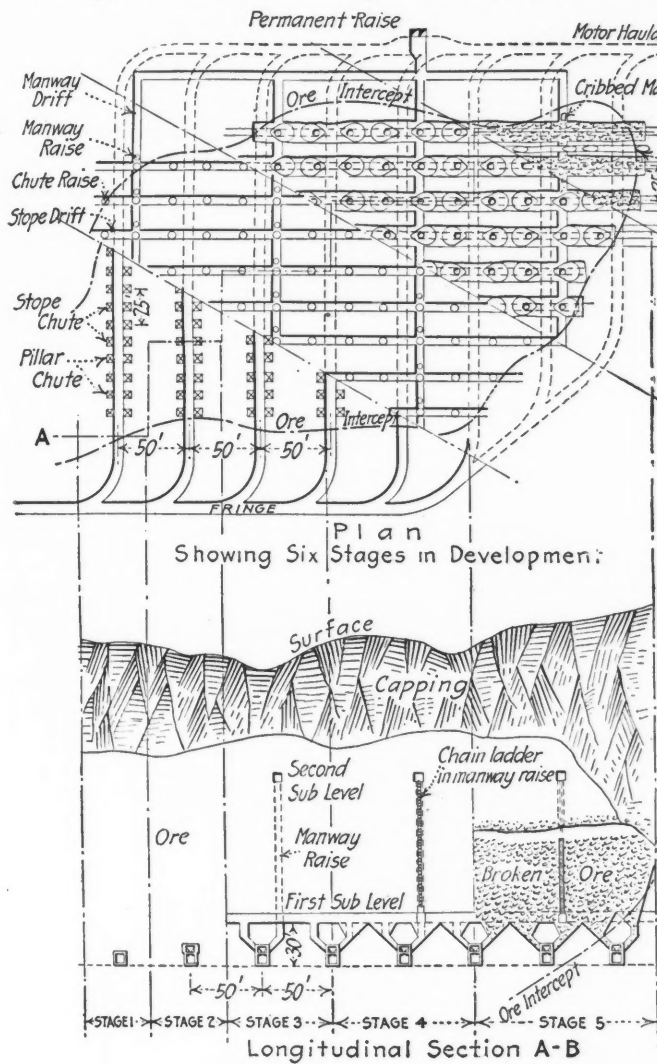 Permanent Raise
Motor
Manway
Drift
Ore
Intercept
Cribbed
Manway
Raise
Chute Raise
Stope Drift
Stope
Chute
25'
Pillar
Chute
A
Ore
Intercept
50'
50'
50'
FRINGE
Plan
Showing Six Stages in Development
Surface
Capping
Second
Sub Level
Chain ladder
in manway raise
Ore
Manway
Raise
Broken Ore
First Sub Level
30'
50'
50'
Ore Intercept
STAGE 1
STAGE 2
STAGE 3
STAGE 4
STAGE 5
Longitudinal Section A-B